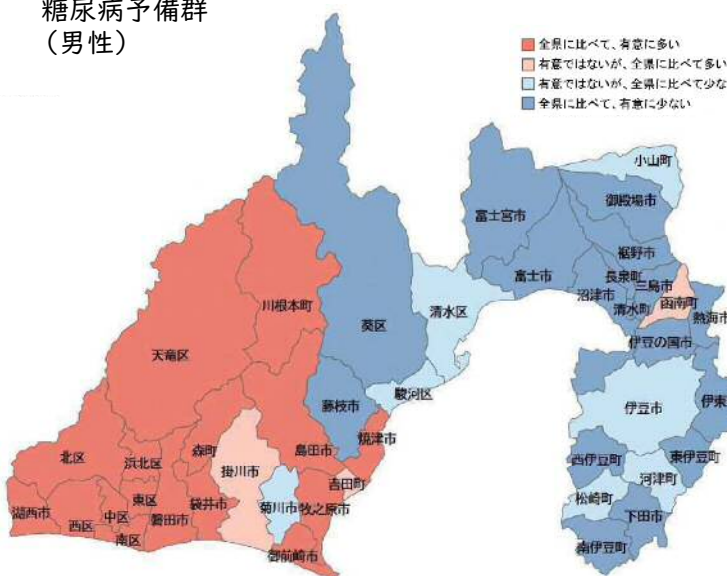 糖尿病予備群
（男性）
全県に比べて、有意に多い
有意ではないが、全県に比べて多い
有意ではないが、全県に比べて少な
全県に比べて、有意に少ない
小山町
御殿場市
富士宮市
裾野市
富士市
長泉町
三島市
沼津市
清水町
函南町
熱海市
伊豆の国市
川根本町
葵区
清水区
天竜区
駿河区
藤枝市
伊豆市
伊東
焼津市
島田市
森町
北区
浜北区
掛川市
西伊豆町
東伊豆町
吉田町
河津町
東区
袋井市
菊川市
牧之原市
松崎町
湖西市
西区
中区
磐田市
下田市
南区
御前崎市
南伊豆町